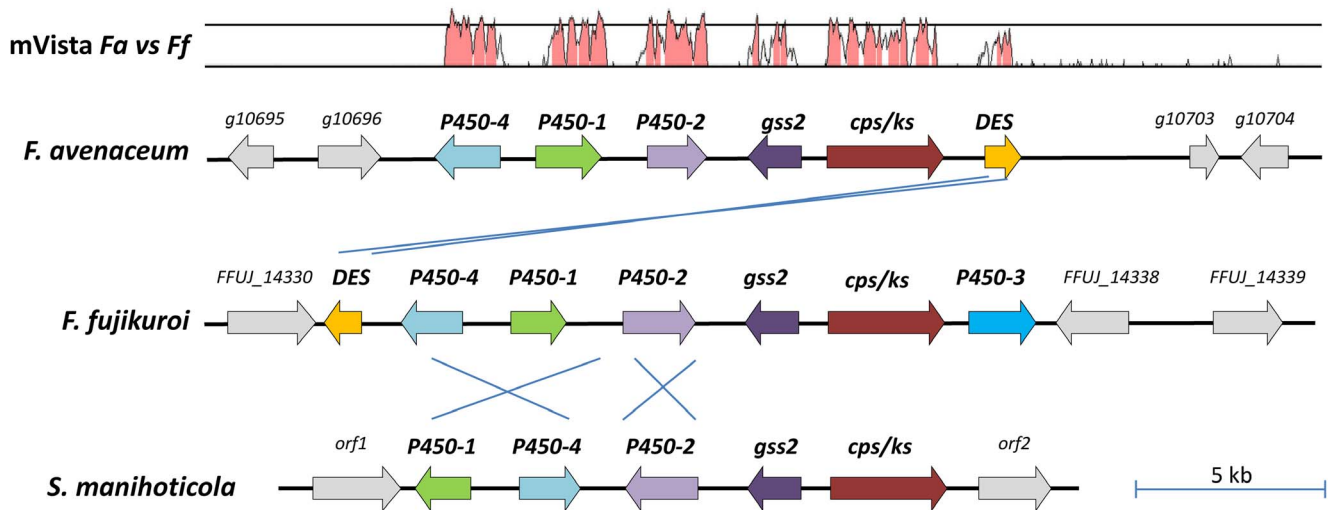 mVista Fa vs Ff
g10695 g10696 P450-4 P450-1 P450-2 gss2 cps/ks DES g10703 g10704
F. avenaceum
FFUJ_14330 DES P450-4 P450-1 P450-2 gss2 cps/ks P450-3 FFUJ_14338 FFUJ_14339
F. fujikuroi
orf1 P450-1 P450-4 P450-2 gss2 cps/ks orf2
S. manihoticola
5 kb